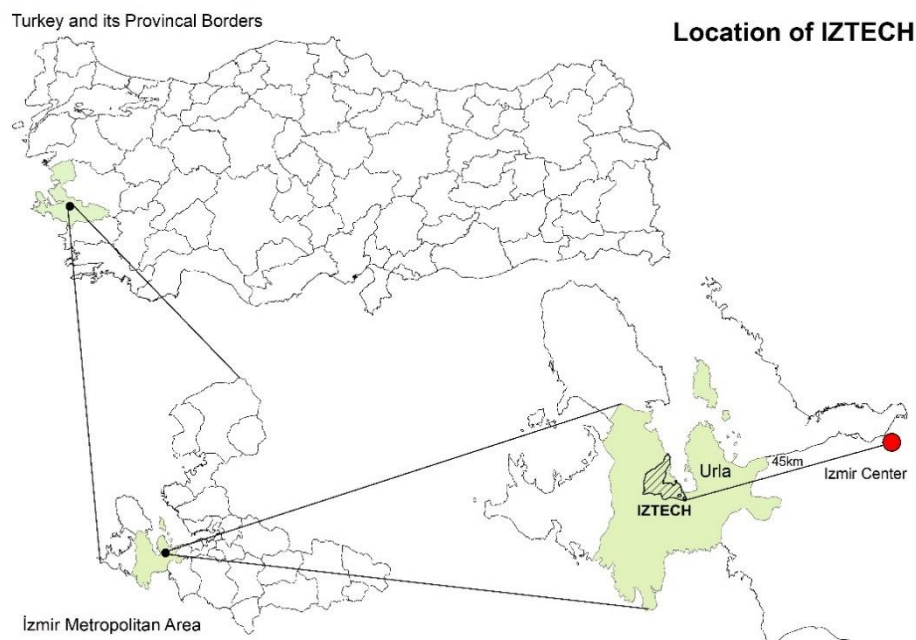 Turkey and its Provincal Borders
Location of IZTECH
Urla
45km
Izmir Center
IZTECH
İzmir Metropolitan Area